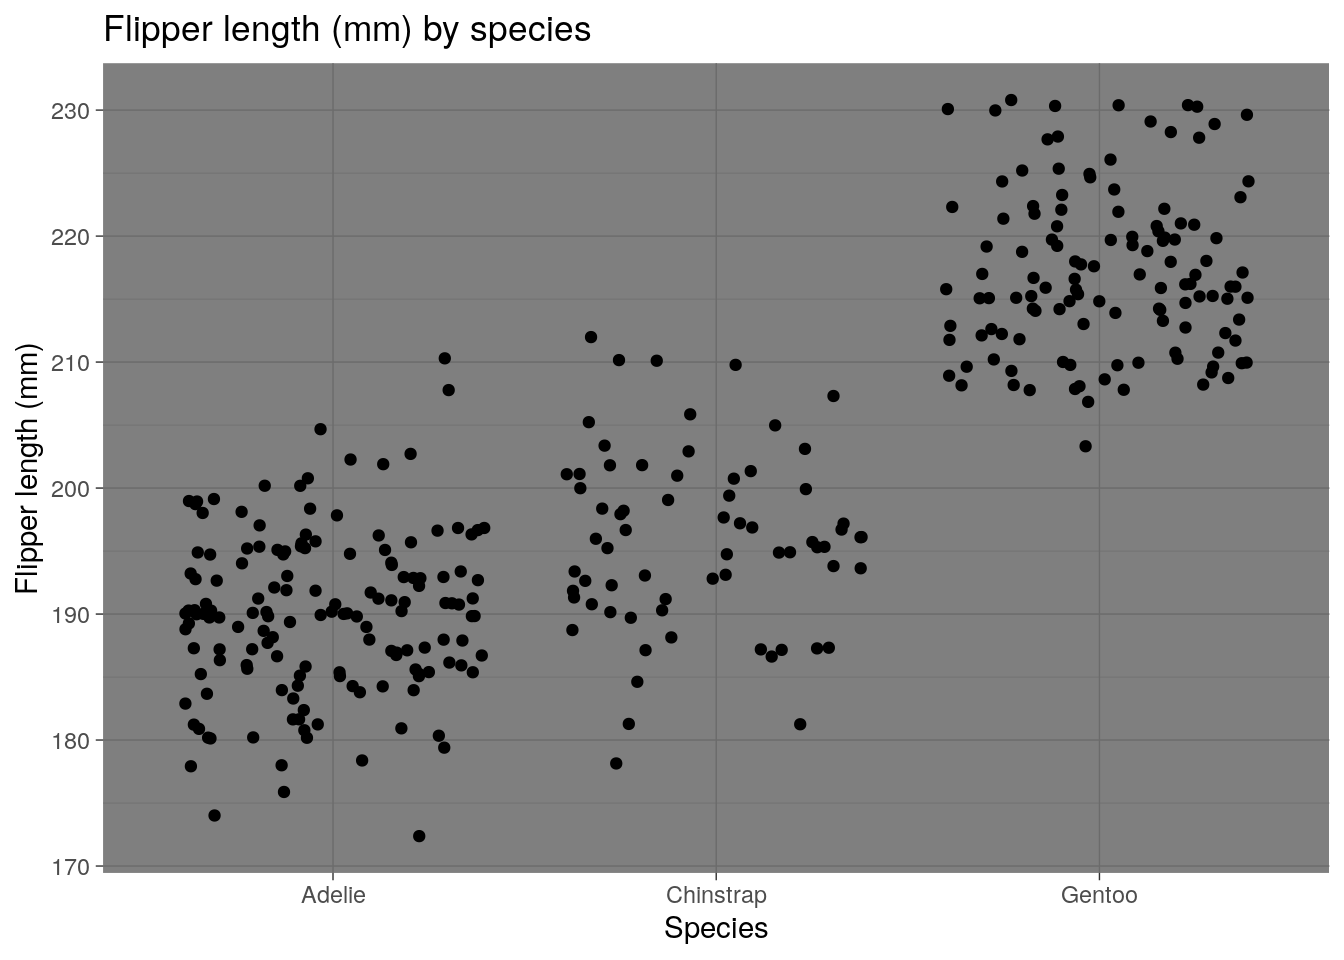 Flipper length (mm) by species
Flipper length (mm)
230
220
210
200
190
180
170
Adelie
Chinstrap
Gentoo
Species